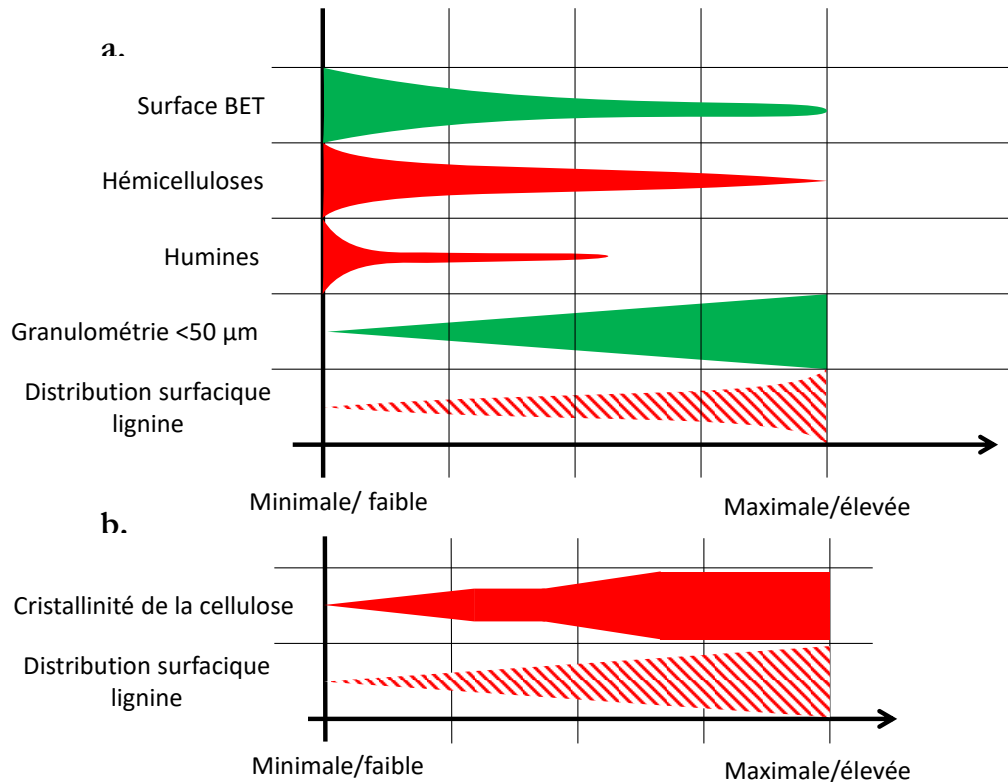 a.
Surface BET
Hémicelluloses
Humines
Granulométrie <50 µm
Distribution surfacique
lignine
Minimale/ faible
Maximale/élevée
b.
Cristallinité de la cellulose
Distribution surfacique
lignine
Minimale/faible
Maximale/élevée